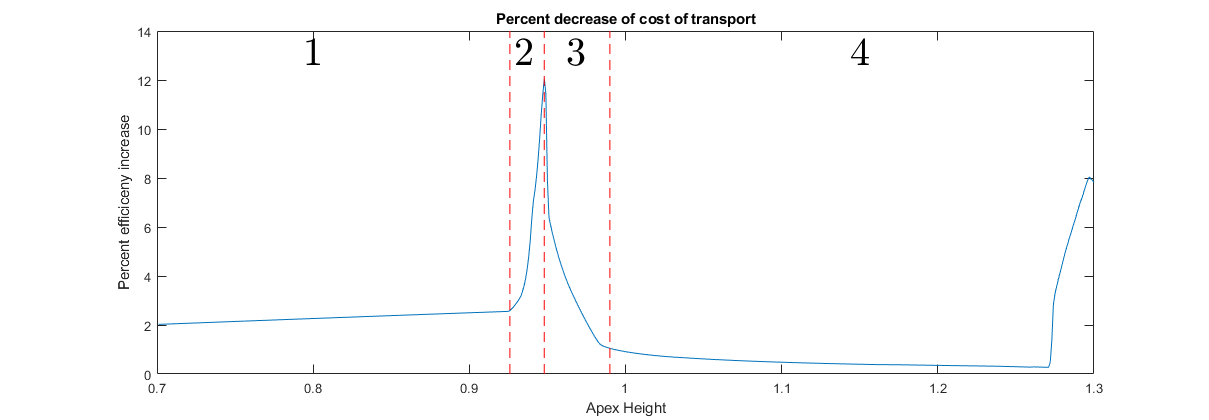 Percent decrease of cost of transport
14
12
10
8
6
4
2
0
1 2 3 4
Percent efficiceny increase
0.7 0.8 0.9 1 1.1 1.2 1.3
Apex Height